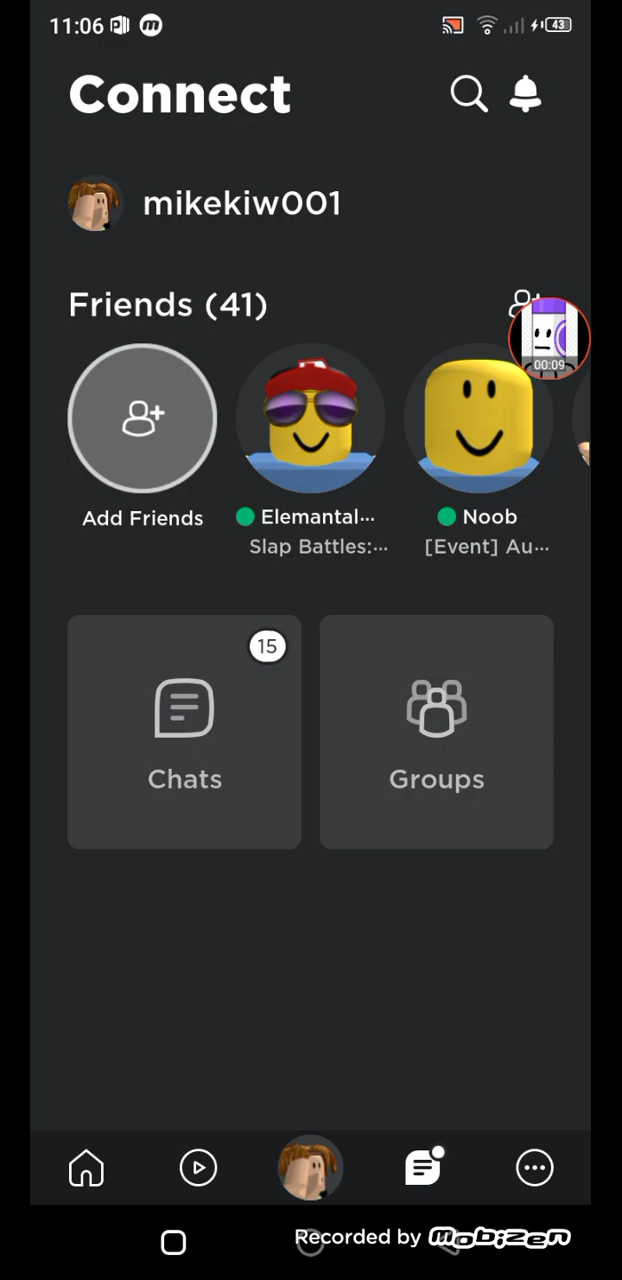 11:06
43
Connect
mikekiw001
Friends (41)
00:09
Add Friends
Elemantal...
Noob
Slap Battles:...
[Event] Au...
15
Chats
Groups
Recorded by mobizen